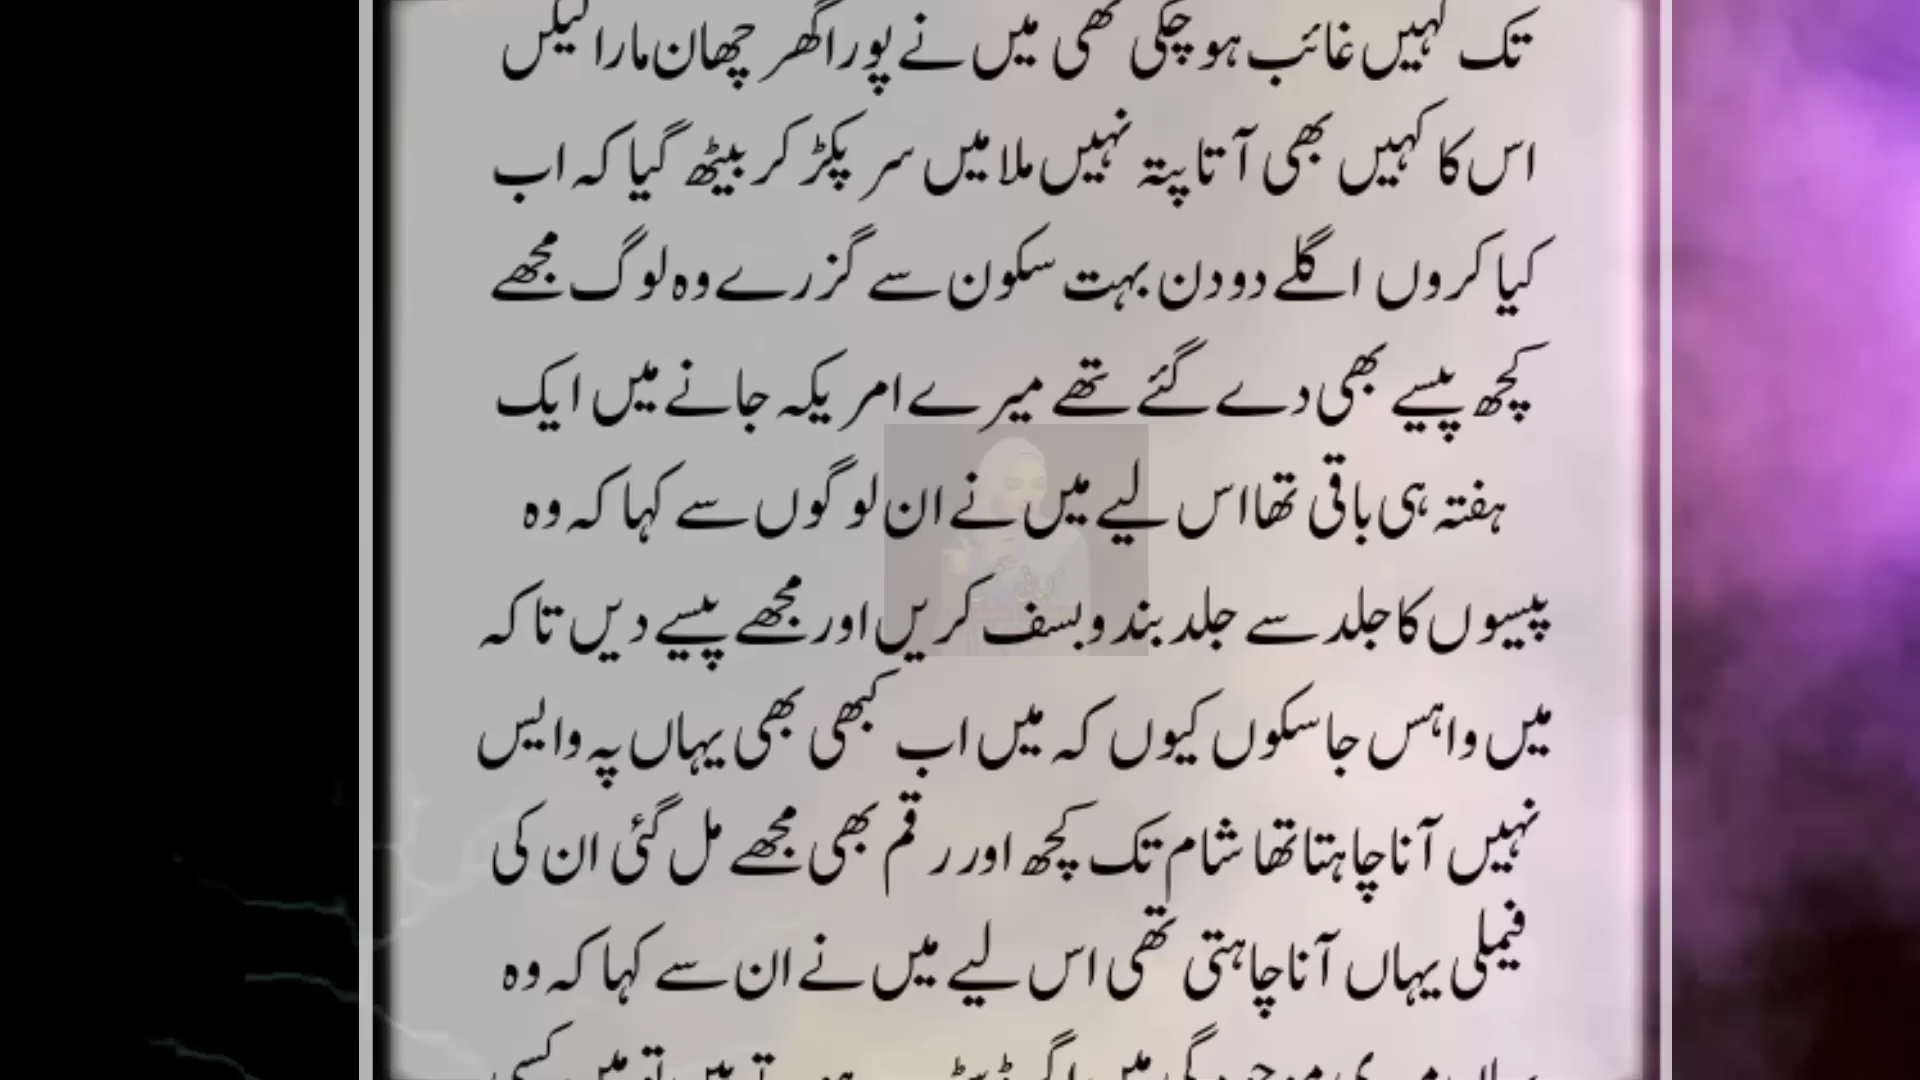 تک کہیں غائب ہو چکی تھی میں نے پورا گھر چھان مارا لیکن
اس کا کہیں بھی آتا پتہ نہیں ملا میں سر پکڑ کر بیٹھ گیا کہ اب
کیا کروں اگلے دو دن بہت سکون سے گزرے وہ لوگ مجھے
کچھ پیسے بھی دے گئے تھے میرے امریکہ جانے میں ایک
ہفتہ ہی باقی تھا اس لیے میں نے ان لوگوں سے کہا کہ وہ
پیسوں کا جلد سے جلد بندوبسف کریں اور مجھے پیسے دیں تا کہ
میں واہس جا سکوں کیوں کہ میں اب کبھی بھی یہاں پہ واپس
نہیں آنا چاہتا تھا شام تک کچھ اور رقم بھی مجھے مل گئی ان کی
فیملی یہاں آنا چاہتی تھی اس لیے میں نے ان سے کہا کہ وہ